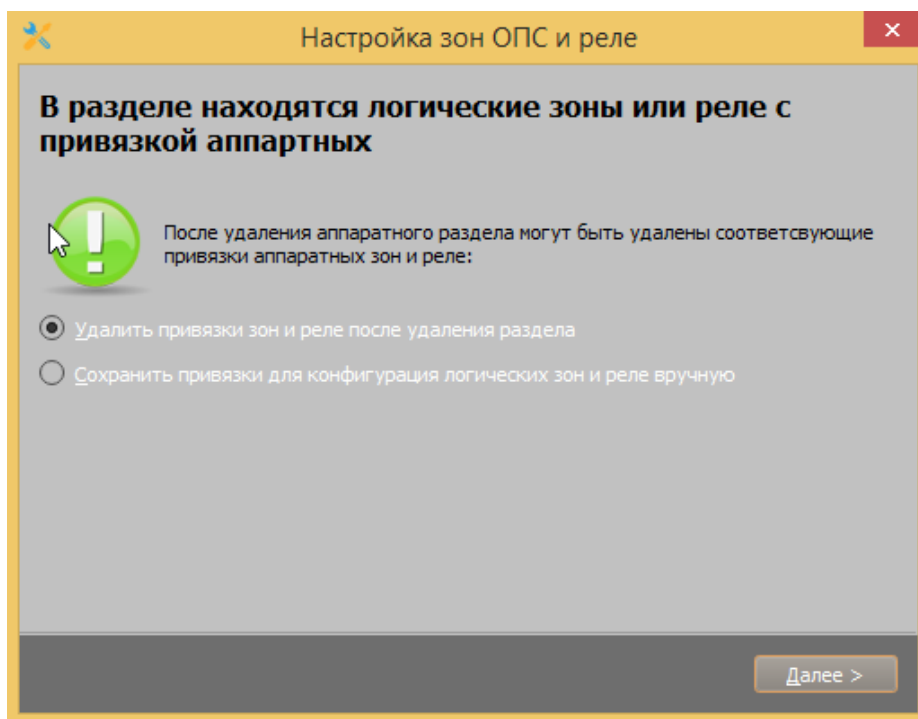 Настройка зон ОПС и реле
В разделе находятся логические зоны или реле с
привязкой аппартных
После удаления аппаратного раздела могут быть удалены соответсвующие
привязки аппаратных зон и реле:
Удалить привязки зон и реле после удаления раздела
Сохранить привязки для конфигурация логических зон и реле вручную
Далее >